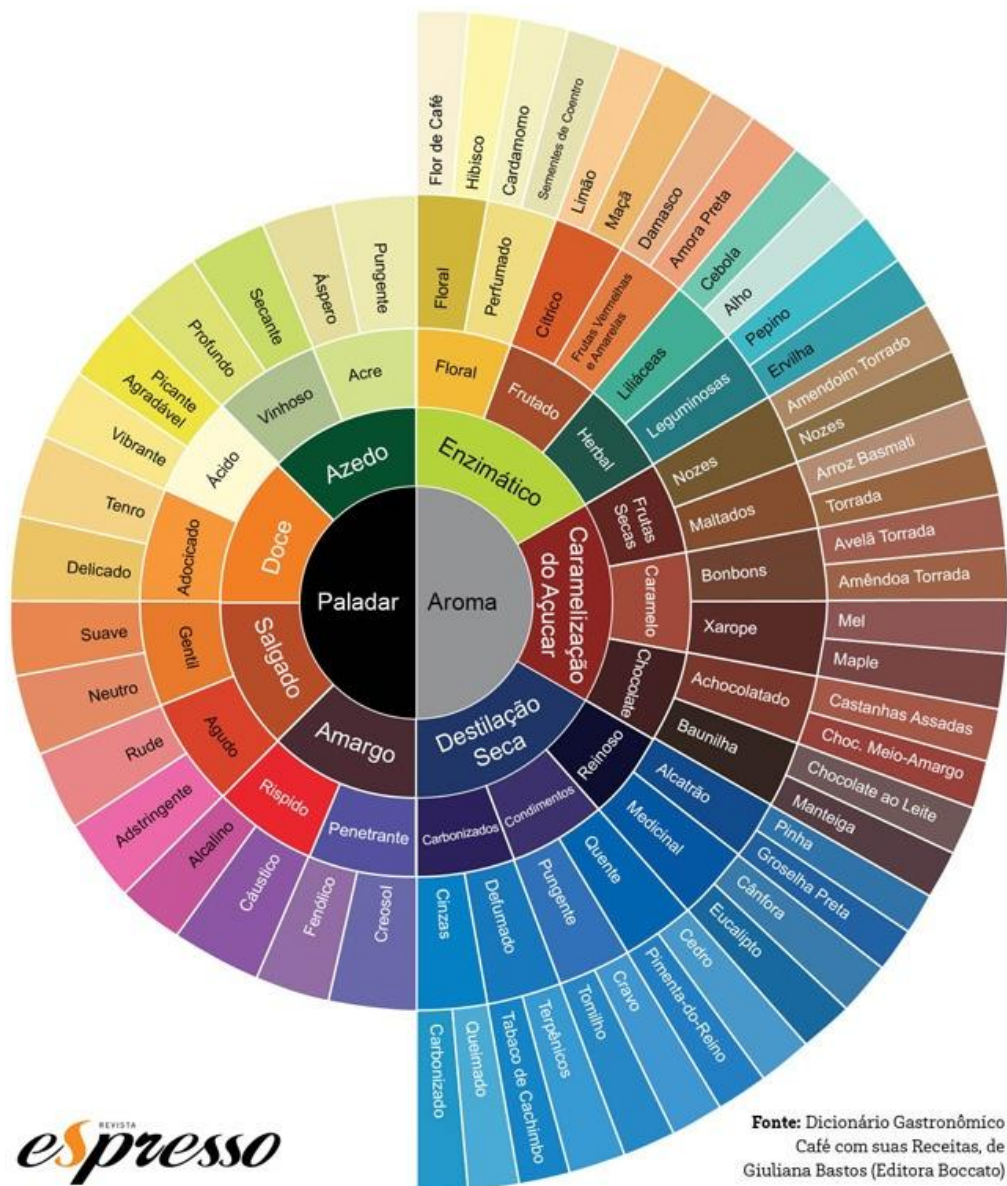 Paladar
Aroma
Azedo
Doce
Salgado
Amargo
Acre
Vinhoso
Ácido
Adocicado
Gentil
Agudo
Ríspido
Penetrante
Pungente
Áspero
Secante
Profundo
Picante
Agradável
Vibrante
Tenro
Delicado
Suave
Neutro
Rude
Adstringente
Alcalino
Cáustico
Fenólico
Creosol
Enzimático
Caramelização
do Açucar
Destilação
Seca
Floral
Frutado
Herbal
Frutas
Secas
Caramelo
Chocolate
Reinoso
Condimentos
Carbonizados
Floral
Perfumado
Cítrico
Frutas Vermelhas
e Amarelas
Liliáceas
Leguminosas
Nozes
Maltados
Bonbons
Xarope
Achocolatado
Baunilha
Alcatrão
Medicinal
Quente
Pungente
Defumado
Cinzas
Flor de Café
Hibisco
Cardamomo
Sementes de Coentro
Limão
Maçã
Damasco
Amora Preta
Cebola
Alho
Pepino
Ervilha
Amendoim Torrado
Nozes
Arroz Basmati
Torrada
Avelã Torrada
Amêndoa Torrada
Mel
Maple
Castanhas Assadas
Choc. Meio-Amargo
Chocolate ao Leite
Manteiga
Pinha
Groselha Preta
Cânfora
Eucalipto
Cedro
Pimenta-do-Reino
Cravo
Tomilho
Terpênicos
Tabaco de Cachimbo
Queimado
Carbonizado
REVISTA
espresso
Fonte: Dicionário Gastronômico
Café com suas Receitas, de
Giuliana Bastos (Editora Boccato)